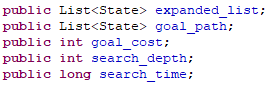 public List<State> expanded_list;
public List<State> goal_path;
public int goal_cost;
public int search_depth;
public long search_time;